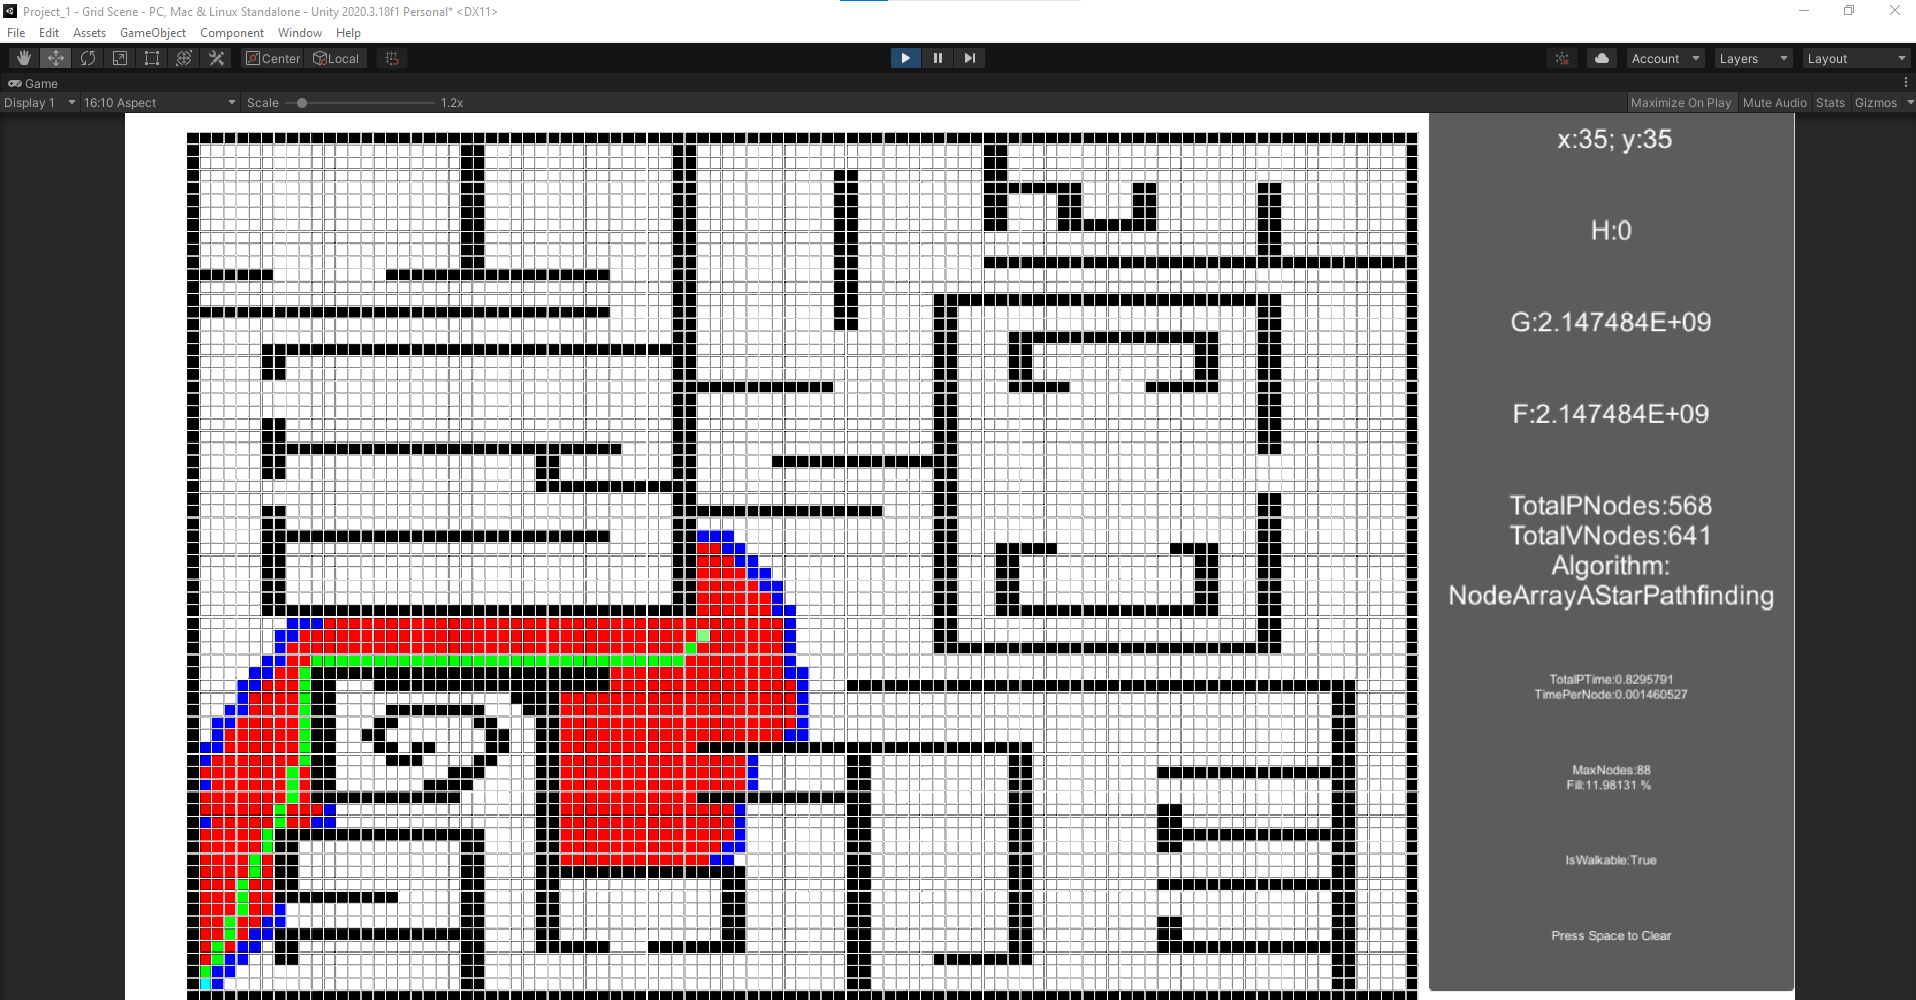 Project_1 - Grid Scene - PC, Mac & Linux Standalone - Unity 2020.3.18f1 Personal* <DX11>
File Edit Assets GameObject Component Window Help
Center Local Account Layers Layout
Game
Display 1 16:10 Aspect Scale 1.2x Maximize On Play Mute Audio Stats Gizmos
x:35; y:35
H:0
G:2.147484E+09
F:2.147484E+09
TotalPNodes:568
TotalVNodes:641
Algorithm:
NodeArrayAStarPathfinding
TotalPTime:0.8295791
TimePerNode:0.001460527
MaxNodes:88
Fill:11.98131 %
IsWalkable:True
Press Space to Clear